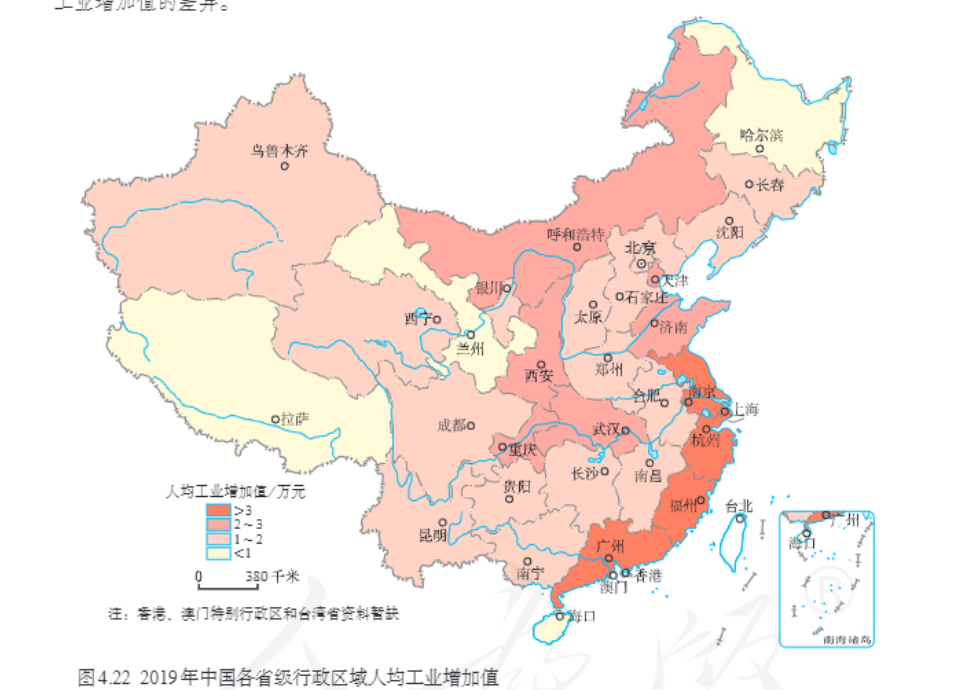 工业增加值的差异。
哈尔滨
乌鲁木齐
长春
沈阳
呼和浩特
北京
天津
银川
石家庄
太原
西宁
济南
兰州
郑州
西安
合肥
南京
上海
拉萨
成都
武汉
杭州
重庆
长沙
南昌
贵阳
人均工业增加值/万元
>3
2~3
1~2
<1
福州
台北
昆明
广州
广州
海口
南宁
香港
澳门
0 380 千米
注：香港、澳门特别行政区和台湾省资料暂缺
海口
南海诸岛
图4.22 2019年中国各省级行政区域人均工业增加值